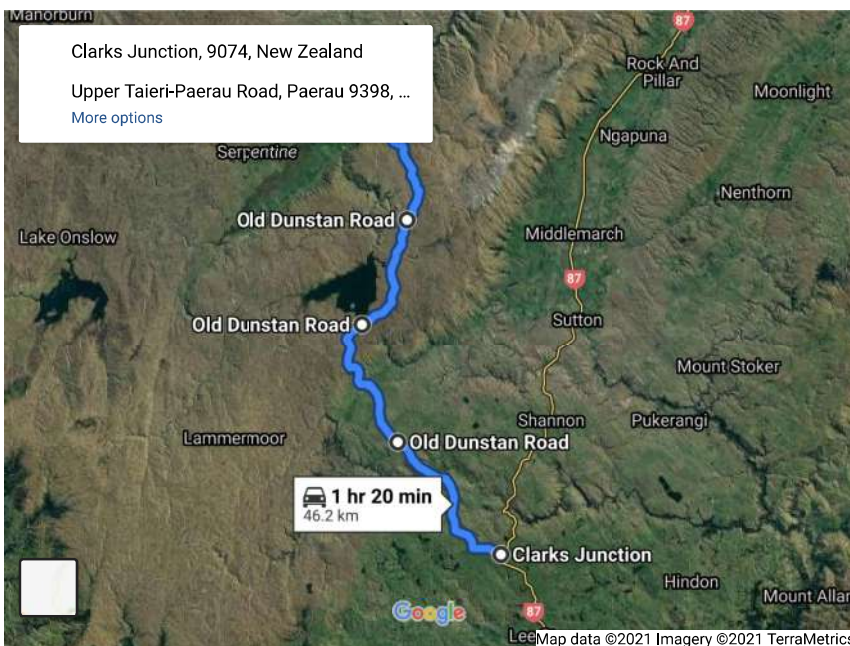 Manorburn
Clarks Junction, 9074, New Zealand
Upper Taieri-Paerau Road, Paerau 9398, ...
More options
87
Rock And
Pillar
Moonlight
Ngapuna
Serpentine
Nenthorn
Old Dunstan Road
Lake Onslow
Middlemarch
87
Old Dunstan Road
Sutton
Mount Stoker
Shannon
Pukerangi
Lammermoor
Old Dunstan Road
1 hr 20 min
46.2 km
Clarks Junction
Hindon
Mount Allan
Google
87
Lee
Map data ©2021 Imagery ©2021 TerraMetrics